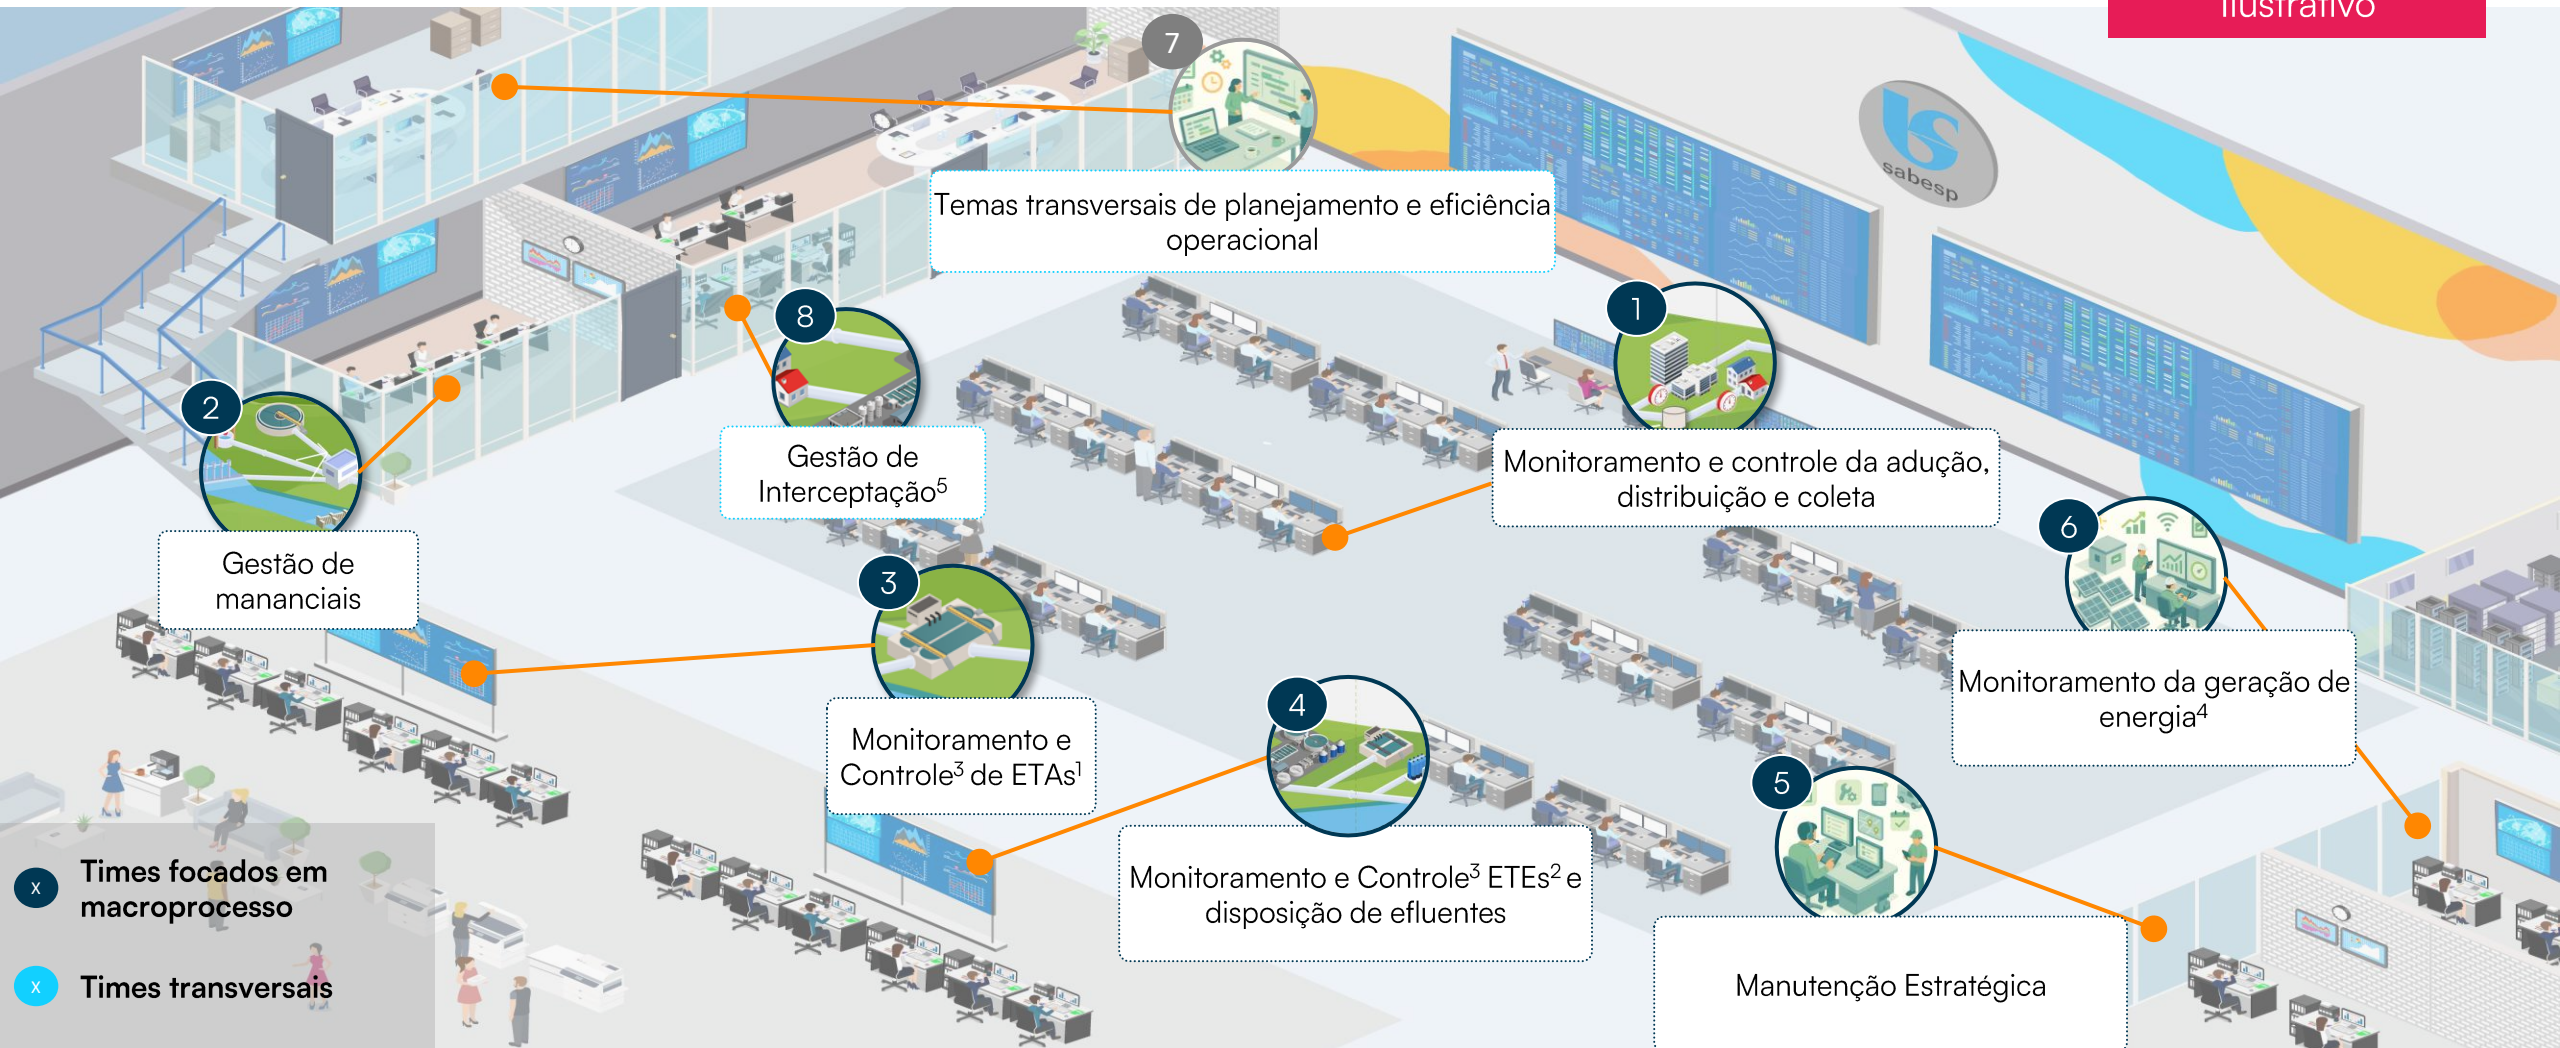 Ilustrativo
7
Temas transversais de planejamento e eficiência
operacional
sabesp
8
Gestão de
Interceptação5
1
Monitoramento e controle da adução,
distribuição e coleta
2
Gestão de
mananciais
3
Monitoramento e
Controle3 de ETAs1
6
Monitoramento da geração de
energia4
4
Monitoramento e Controle3 ETEs2 e
disposição de efluentes
5
Manutenção Estratégica
x Times focados em
macroprocesso
x Times transversais